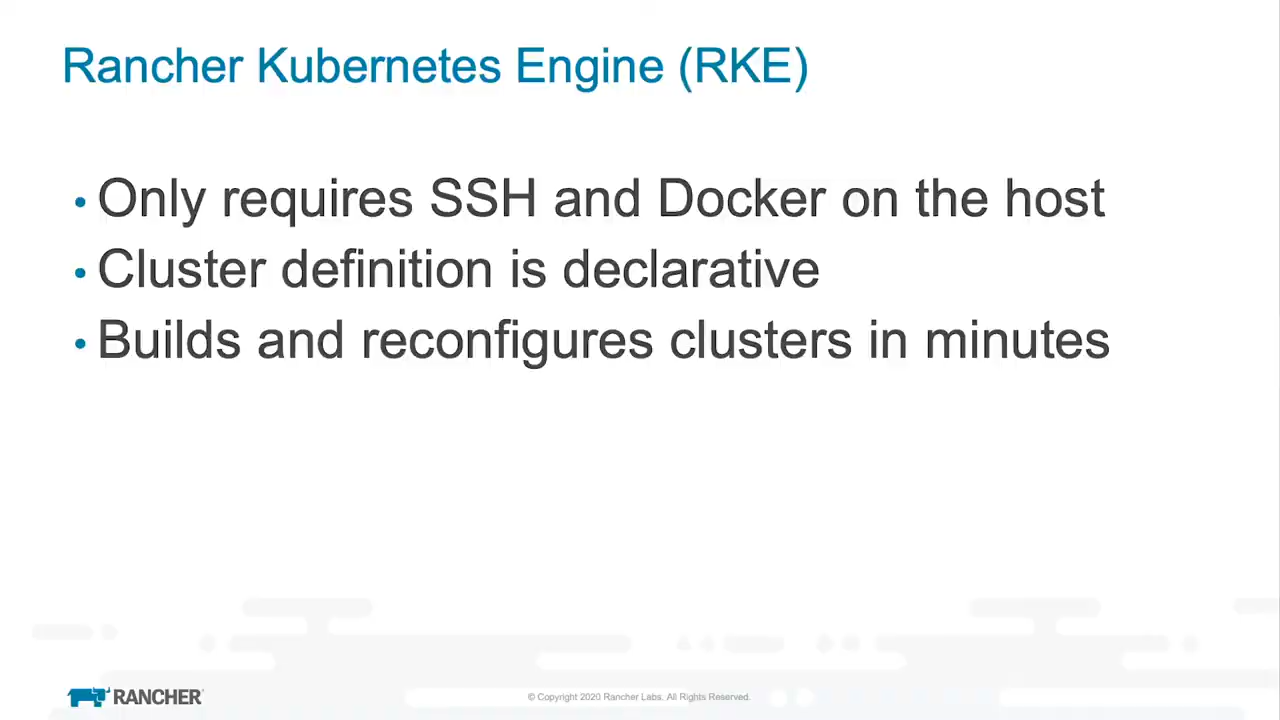 Rancher Kubernetes Engine (RKE)
• Only requires SSH and Docker on the host
• Cluster definition is declarative
• Builds and reconfigures clusters in minutes
RANCHER
© Copyright 2020 Rancher Labs. All Rights Reserved.